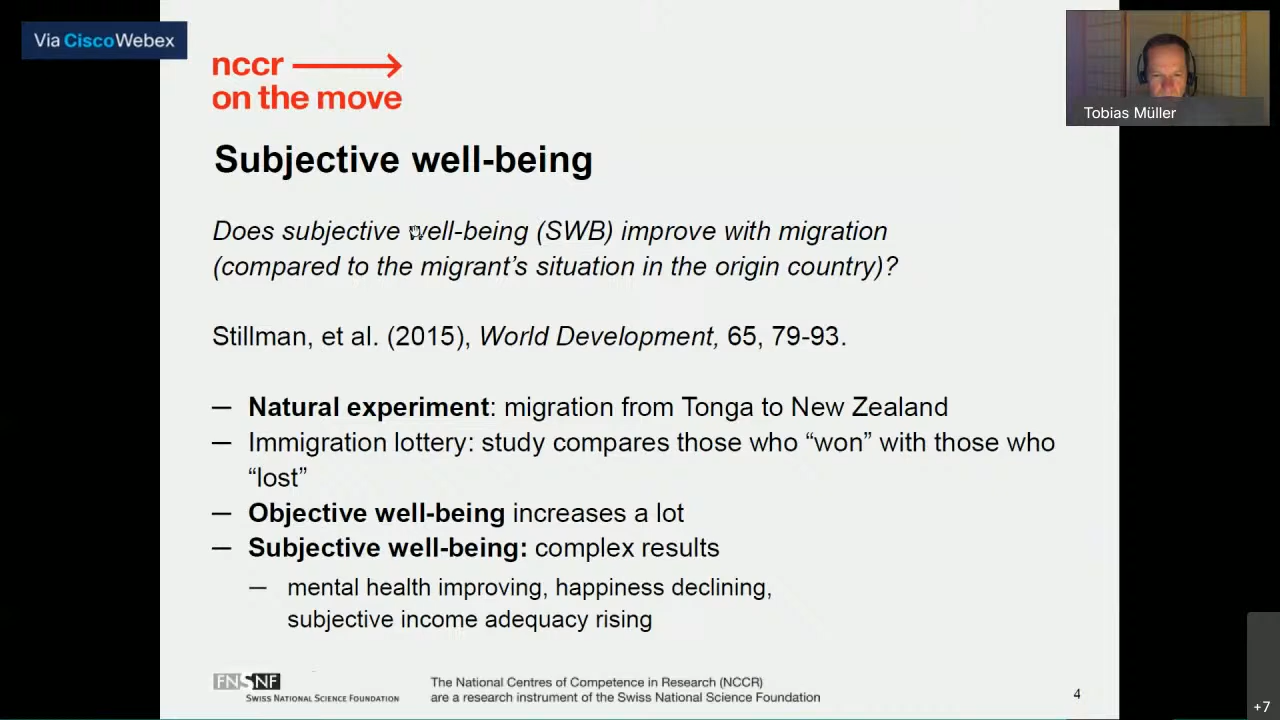 Via CiscoWebex
nccr
on the move
Tobias Müller
Subjective well-being
Does subjective well-being (SWB) improve with migration
(compared to the migrant’s situation in the origin country)?
Stillman, et al. (2015), World Development, 65, 79-93.
— Natural experiment: migration from Tonga to New Zealand
— Immigration lottery: study compares those who “won” with those who
“lost”
— Objective well-being increases a lot
— Subjective well-being: complex results
— mental health improving, happiness declining,
subjective income adequacy rising
FNSNF
SWISS NATIONAL SCIENCE FOUNDATION
The National Centres of Competence in Research (NCCR)
are a research instrument of the Swiss National Science Foundation
4
+7